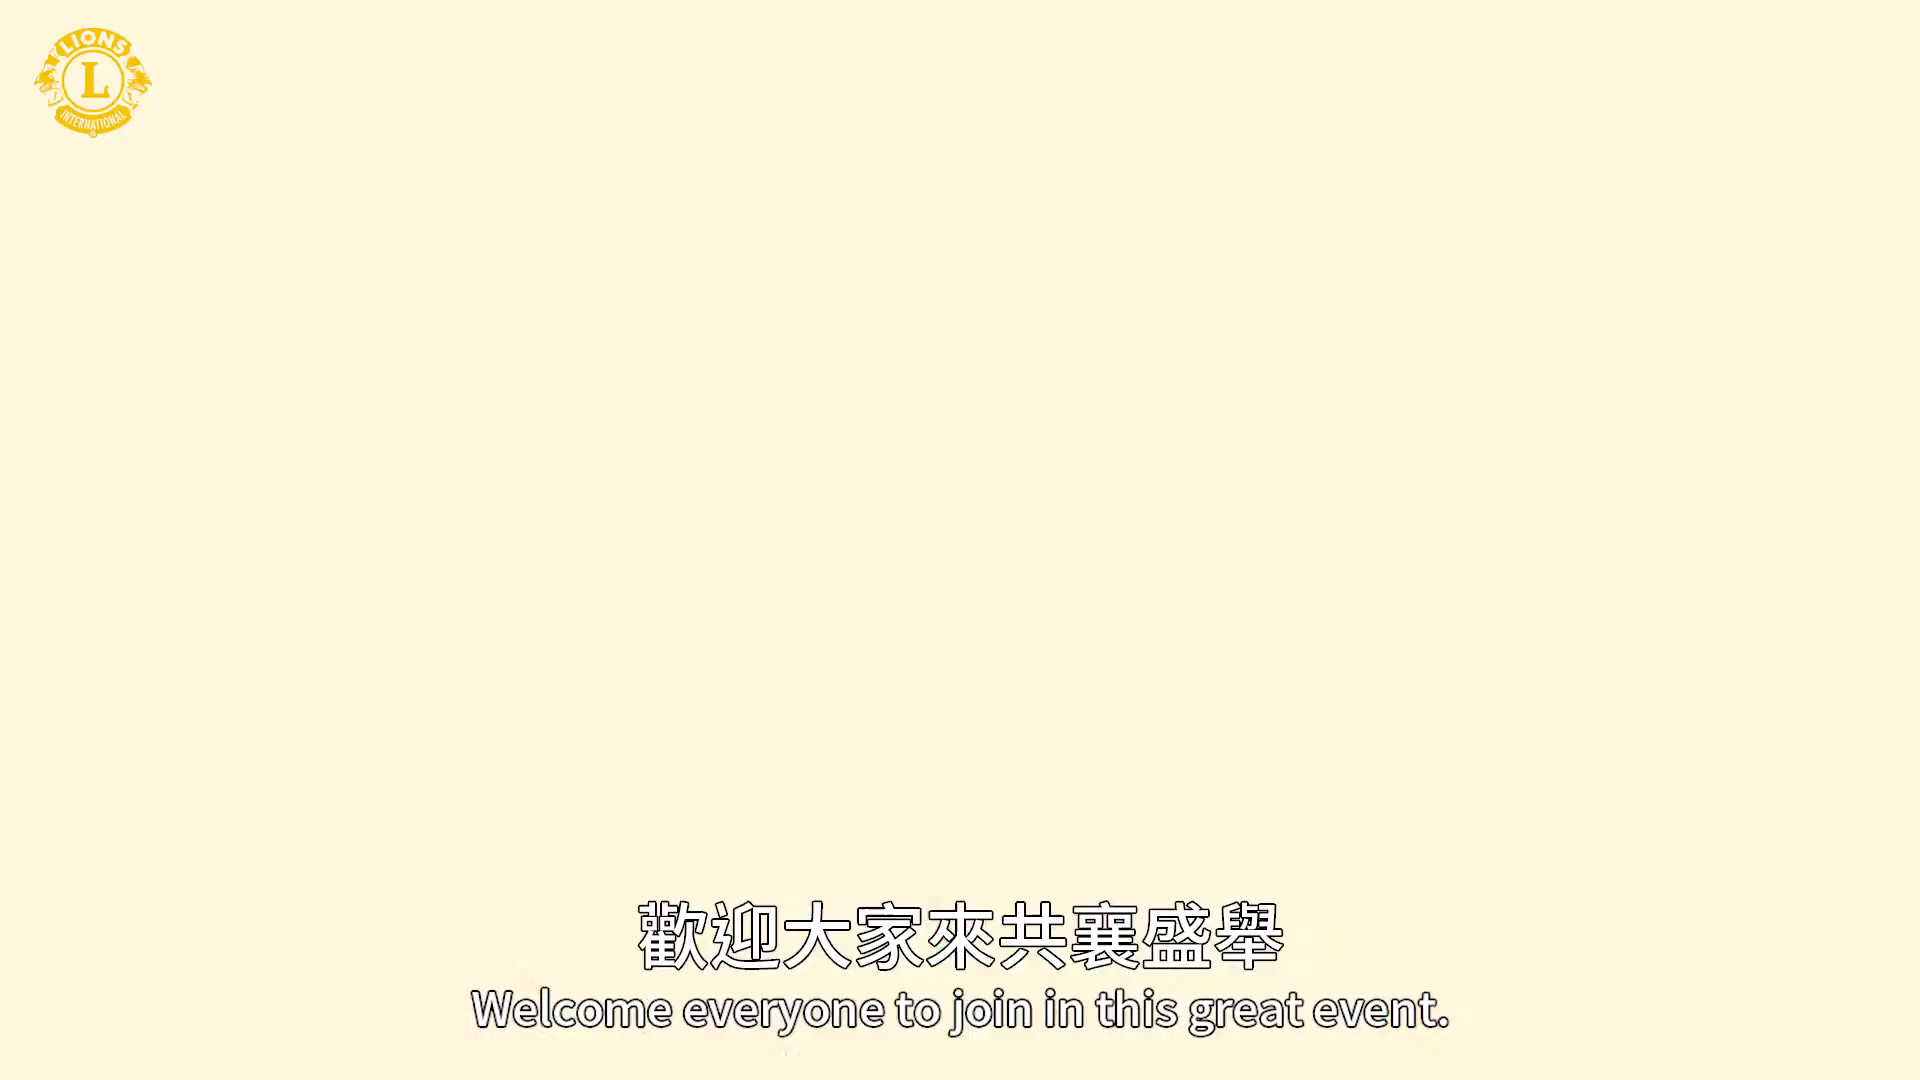 LIONS
L
INTERNATIONAL
歡迎大家來共襄盛舉
Welcome everyone to join in this great event.